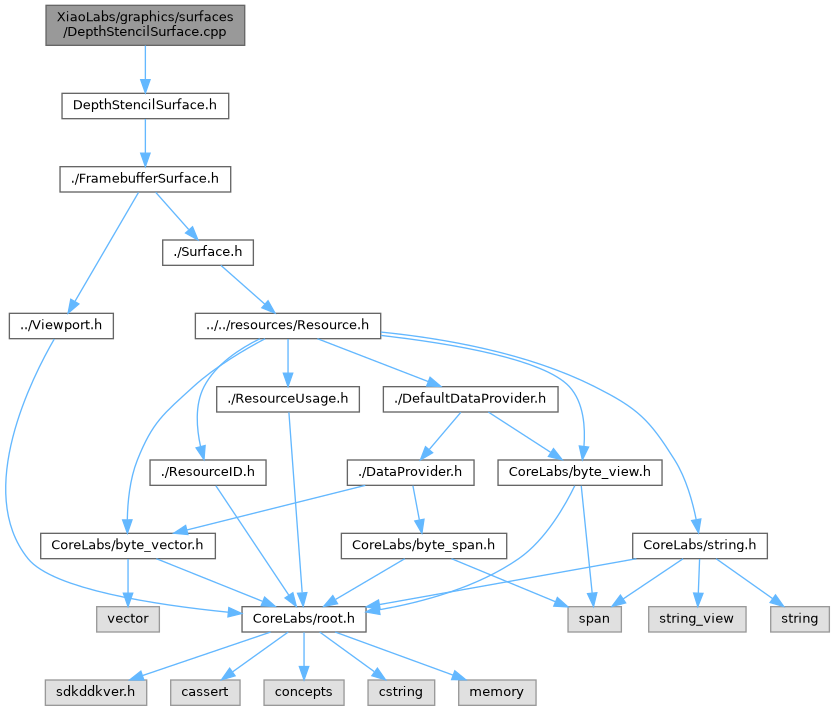 XiaoLabs/graphics/surfaces
/DepthStencilSurface.cpp
DepthStencilSurface.h
./FramebufferSurface.h
./Surface.h
../Viewport.h
../../resources/Resource.h
./ResourceUsage.h
./DefaultDataProvider.h
./ResourceID.h
./DataProvider.h
CoreLabs/byte_view.h
CoreLabs/byte_vector.h
CoreLabs/byte_span.h
CoreLabs/string.h
vector
CoreLabs/root.h
span
string_view
string
sdkddkver.h
cassert
concepts
cstring
memory